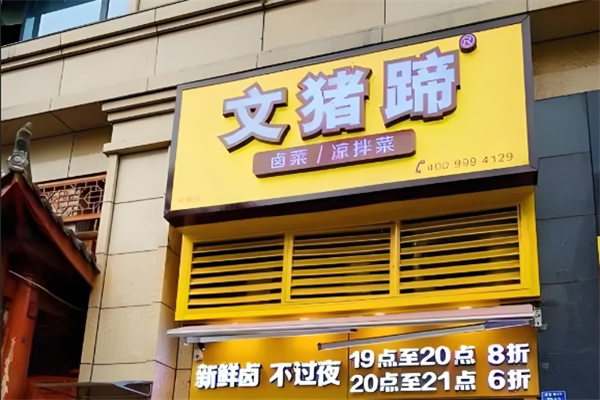 文猪蹄®
卤菜 / 凉拌菜
400-999-4129
新鲜卤 不过夜
19点至20点 8折
20点至21点 6折